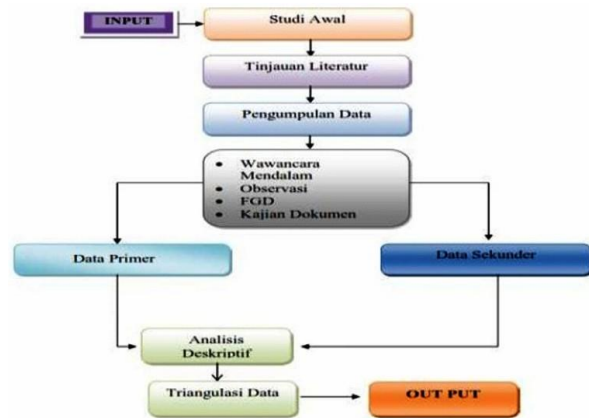 INPUT
Studi Awal
Tinjauan Literatur
Pengumpulan Data
• Wawancara
Mendalam
• Observasi
• FGD
• Kajian Dokumen
Data Primer
Data Sekunder
Analisis
Deskriptif
Triangulasi Data
OUT PUT